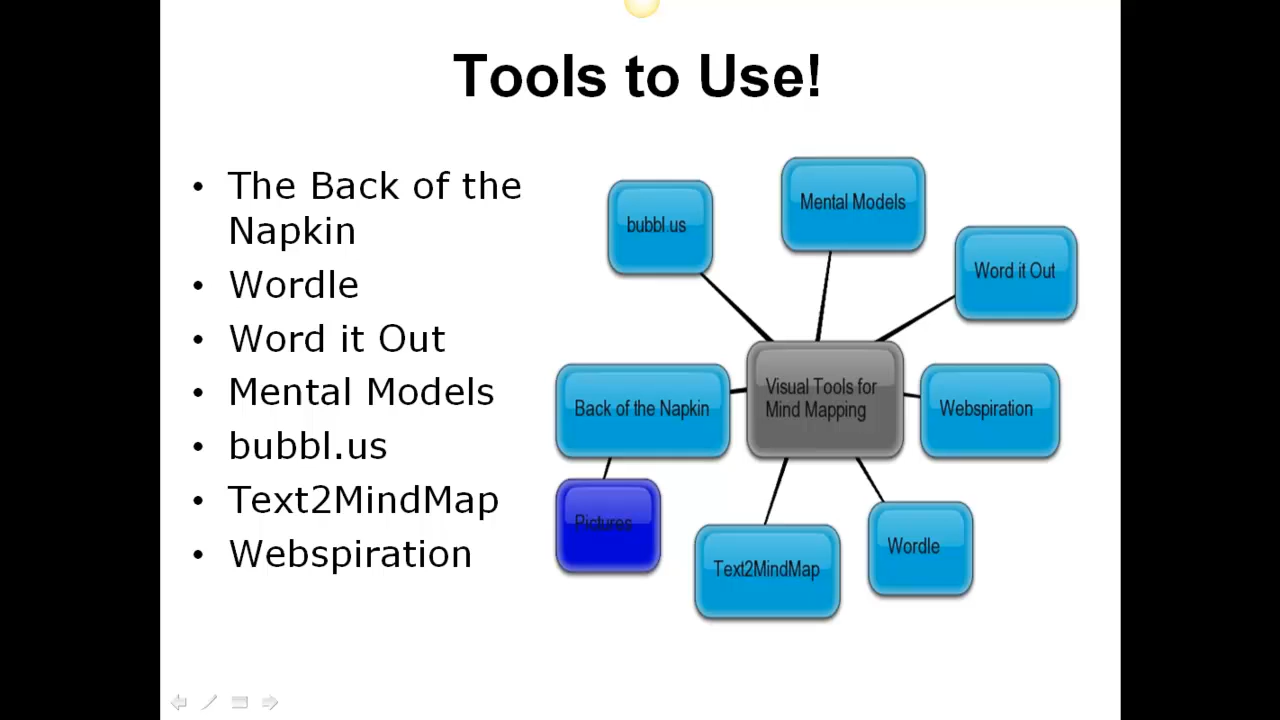 Tools to Use!
• The Back of the
Napkin
• Wordle
• Word it Out
• Mental Models
• bubbl.us
• Text2MindMap
• Webspiration
Mental Models
bubbl.us
Word it Out
Visual Tools for
Mind Mapping
Back of the Napkin
Webspiration
Pictures
Wordle
Text2MindMap